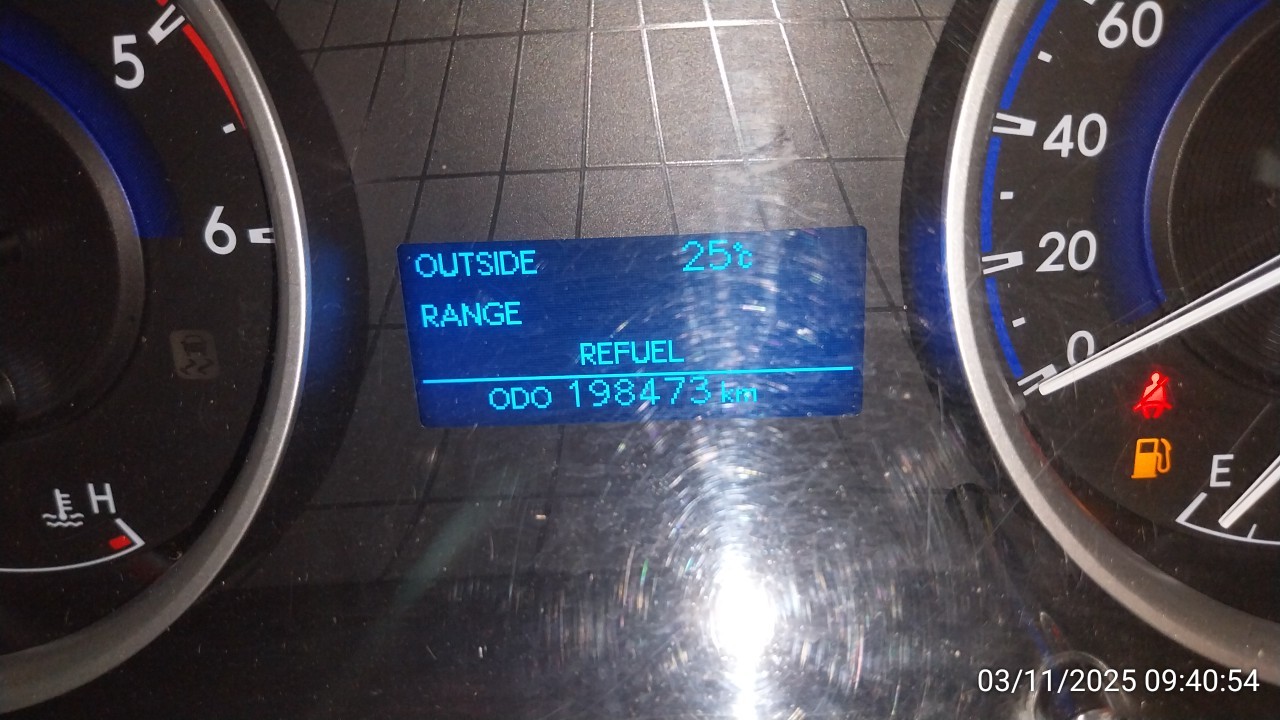 5
6
H
OUTSIDE 25℃
RANGE
REFUEL
ODO 198473 km
60
40
20
0
E
03/11/2025 09:40:54